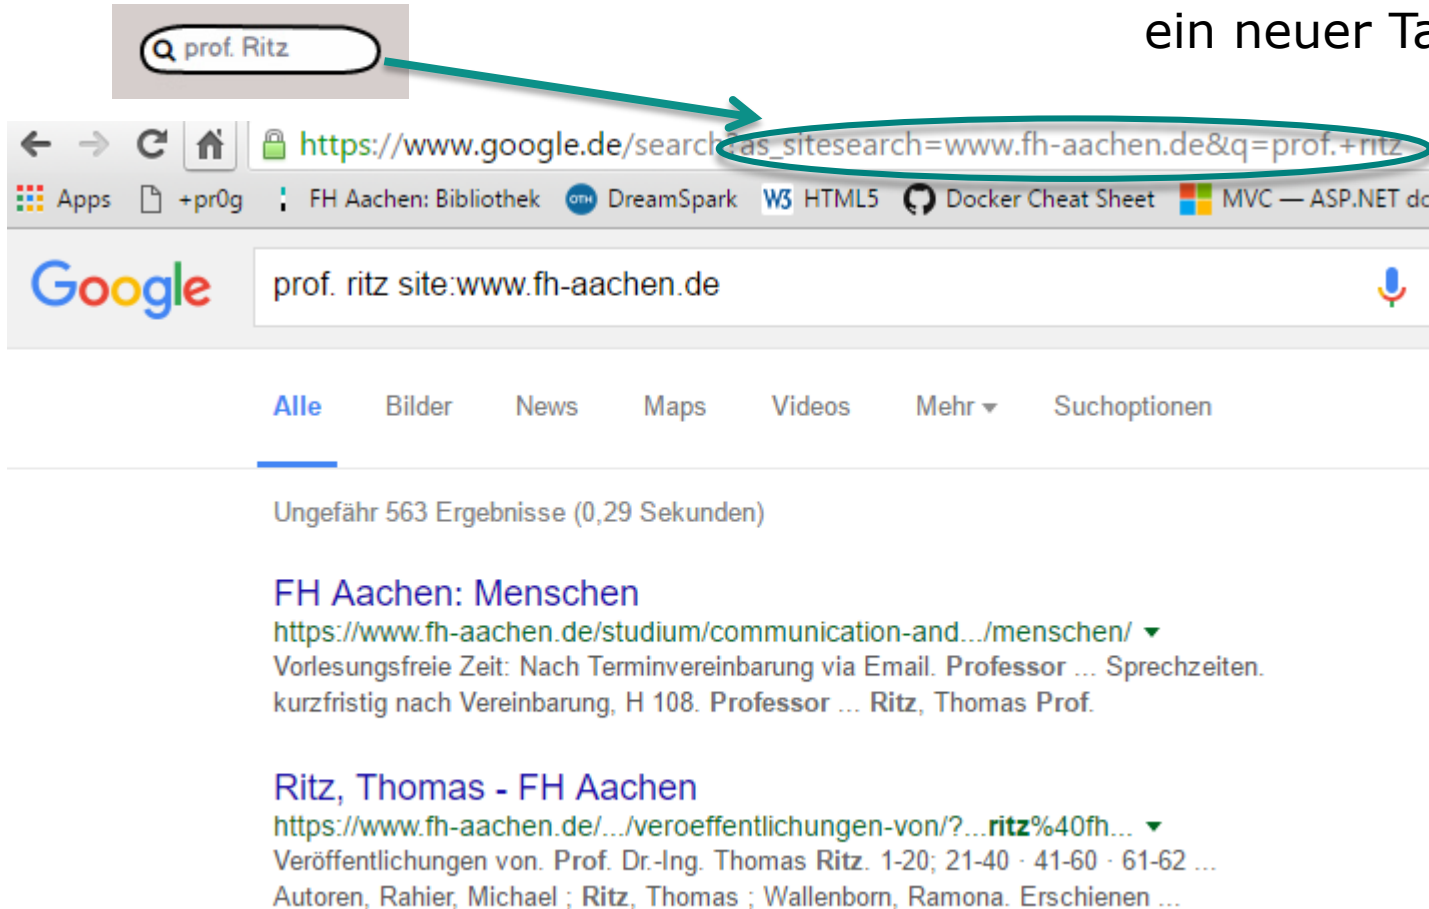 ein neuer Ta
prof. Ritz
https://www.google.de/search?as_sitesearch=www.fh-aachen.de&q=prof.+ritz
Apps +pr0g FH Aachen: Bibliothek OTH DreamSpark W3 HTML5 Docker Cheat Sheet MVC — ASP.NET do
Google prof. ritz site:www.fh-aachen.de
Alle Bilder News Maps Videos Mehr Suchoptionen
Ungefähr 563 Ergebnisse (0,29 Sekunden)
FH Aachen: Menschen
https://www.fh-aachen.de/studium/communication-and.../menschen/
Vorlesungsfreie Zeit: Nach Terminvereinbarung via Email. Professor ... Sprechzeiten.
kurzfristig nach Vereinbarung, H 108. Professor ... Ritz, Thomas Prof.
Ritz, Thomas - FH Aachen
https://www.fh-aachen.de/.../veroeffentlichungen-von/?...ritz%40fh...
Veröffentlichungen von. Prof. Dr.-Ing. Thomas Ritz. 1-20; 21-40 · 41-60 · 61-62 ...
Autoren, Rahier, Michael ; Ritz, Thomas ; Wallenborn, Ramona. Erschienen ...